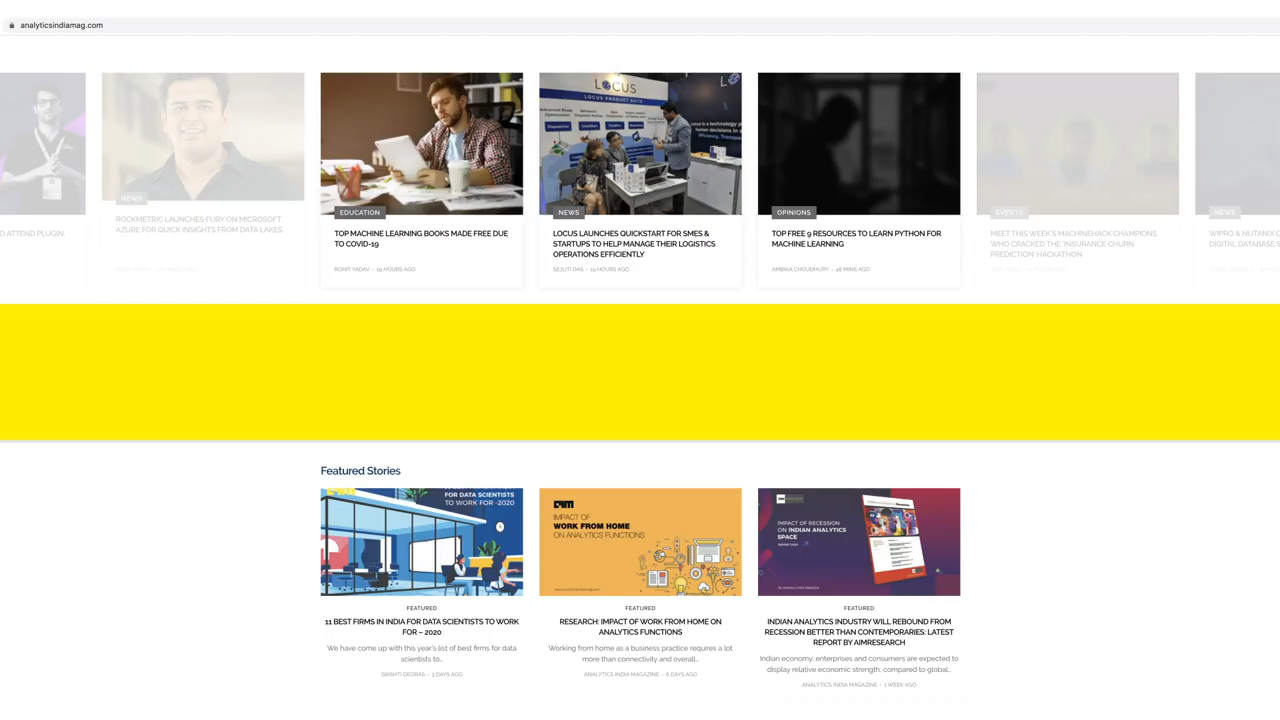 analyticsindiamag.com
D ATTEND PLUGIN.
NEWS
ROCKMETRIC LAUNCHES FURY ON MICROSOFT
AZURE FOR QUICK INSIGHTS FROM DATA LAKES
EDUCATION
TOP MACHINE LEARNING BOOKS MADE FREE DUE
TO COVID-19
ROHIT YADAV - 19 HOURS AGO
LOCUS
LOCUS PRODUCT SUITE
NEWS
LOCUS LAUNCHES QUICKSTART FOR SMES &
STARTUPS TO HELP MANAGE THEIR LOGISTICS
OPERATIONS EFFICIENTLY
SEJUTI DAS - 19 HOURS AGO
OPINIONS
TOP FREE 9 RESOURCES TO LEARN PYTHON FOR
MACHINE LEARNING
AMBIKA CHOUDHURY - 48 MINS AGO
EVENTS
MEET THIS WEEK'S MACHINEHACK CHAMPIONS
WHO CRACKED THE 'INSURANCE CHURN
PREDICTION' HACKATHON
NEWS
WIPRO & NUTANIX
DIGITAL DATABASE S
Featured Stories
FOR DATA SCIENTISTS
TO WORK FOR -2020
FEATURED
11 BEST FIRMS IN INDIA FOR DATA SCIENTISTS TO WORK
FOR – 2020
We have come up with this year's list of best firms for data
scientists to...
SRISHTI DEORAS - 3 DAYS AGO
AIM
IMPACT OF
WORK FROM HOME
ON ANALYTICS FUNCTIONS
www.analyticsindiamag.com
FEATURED
RESEARCH: IMPACT OF WORK FROM HOME ON
ANALYTICS FUNCTIONS
Working from home as a business practice requires a lot
more than connectivity and overall...
ANALYTICS INDIA MAGAZINE - 6 DAYS AGO
IMPACT OF RECESSION
ON INDIAN ANALYTICS
SPACE
FEATURED
INDIAN ANALYTICS INDUSTRY WILL REBOUND FROM
RECESSION BETTER THAN CONTEMPORARIES: LATEST
REPORT BY AIMRESEARCH
Indian economy, enterprises and consumers are expected to
display relative economic strength, compared to global...
ANALYTICS INDIA MAGAZINE - 1 WEEK AGO